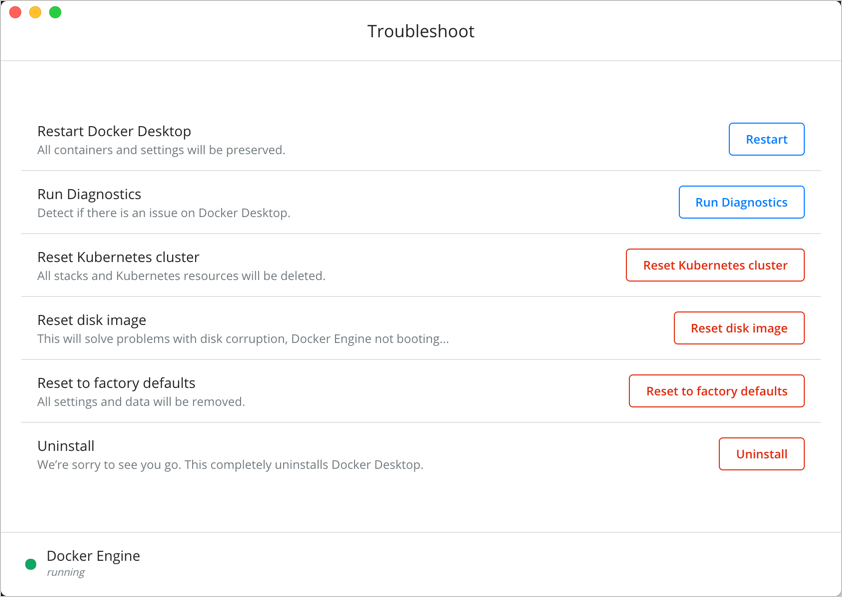 Troubleshoot
Restart Docker Desktop
All containers and settings will be preserved.
Restart
Run Diagnostics
Detect if there is an issue on Docker Desktop.
Run Diagnostics
Reset Kubernetes cluster
All stacks and Kubernetes resources will be deleted.
Reset Kubernetes cluster
Reset disk image
This will solve problems with disk corruption, Docker Engine not booting...
Reset disk image
Reset to factory defaults
All settings and data will be removed.
Reset to factory defaults
Uninstall
We’re sorry to see you go. This completely uninstalls Docker Desktop.
Uninstall
Docker Engine
running